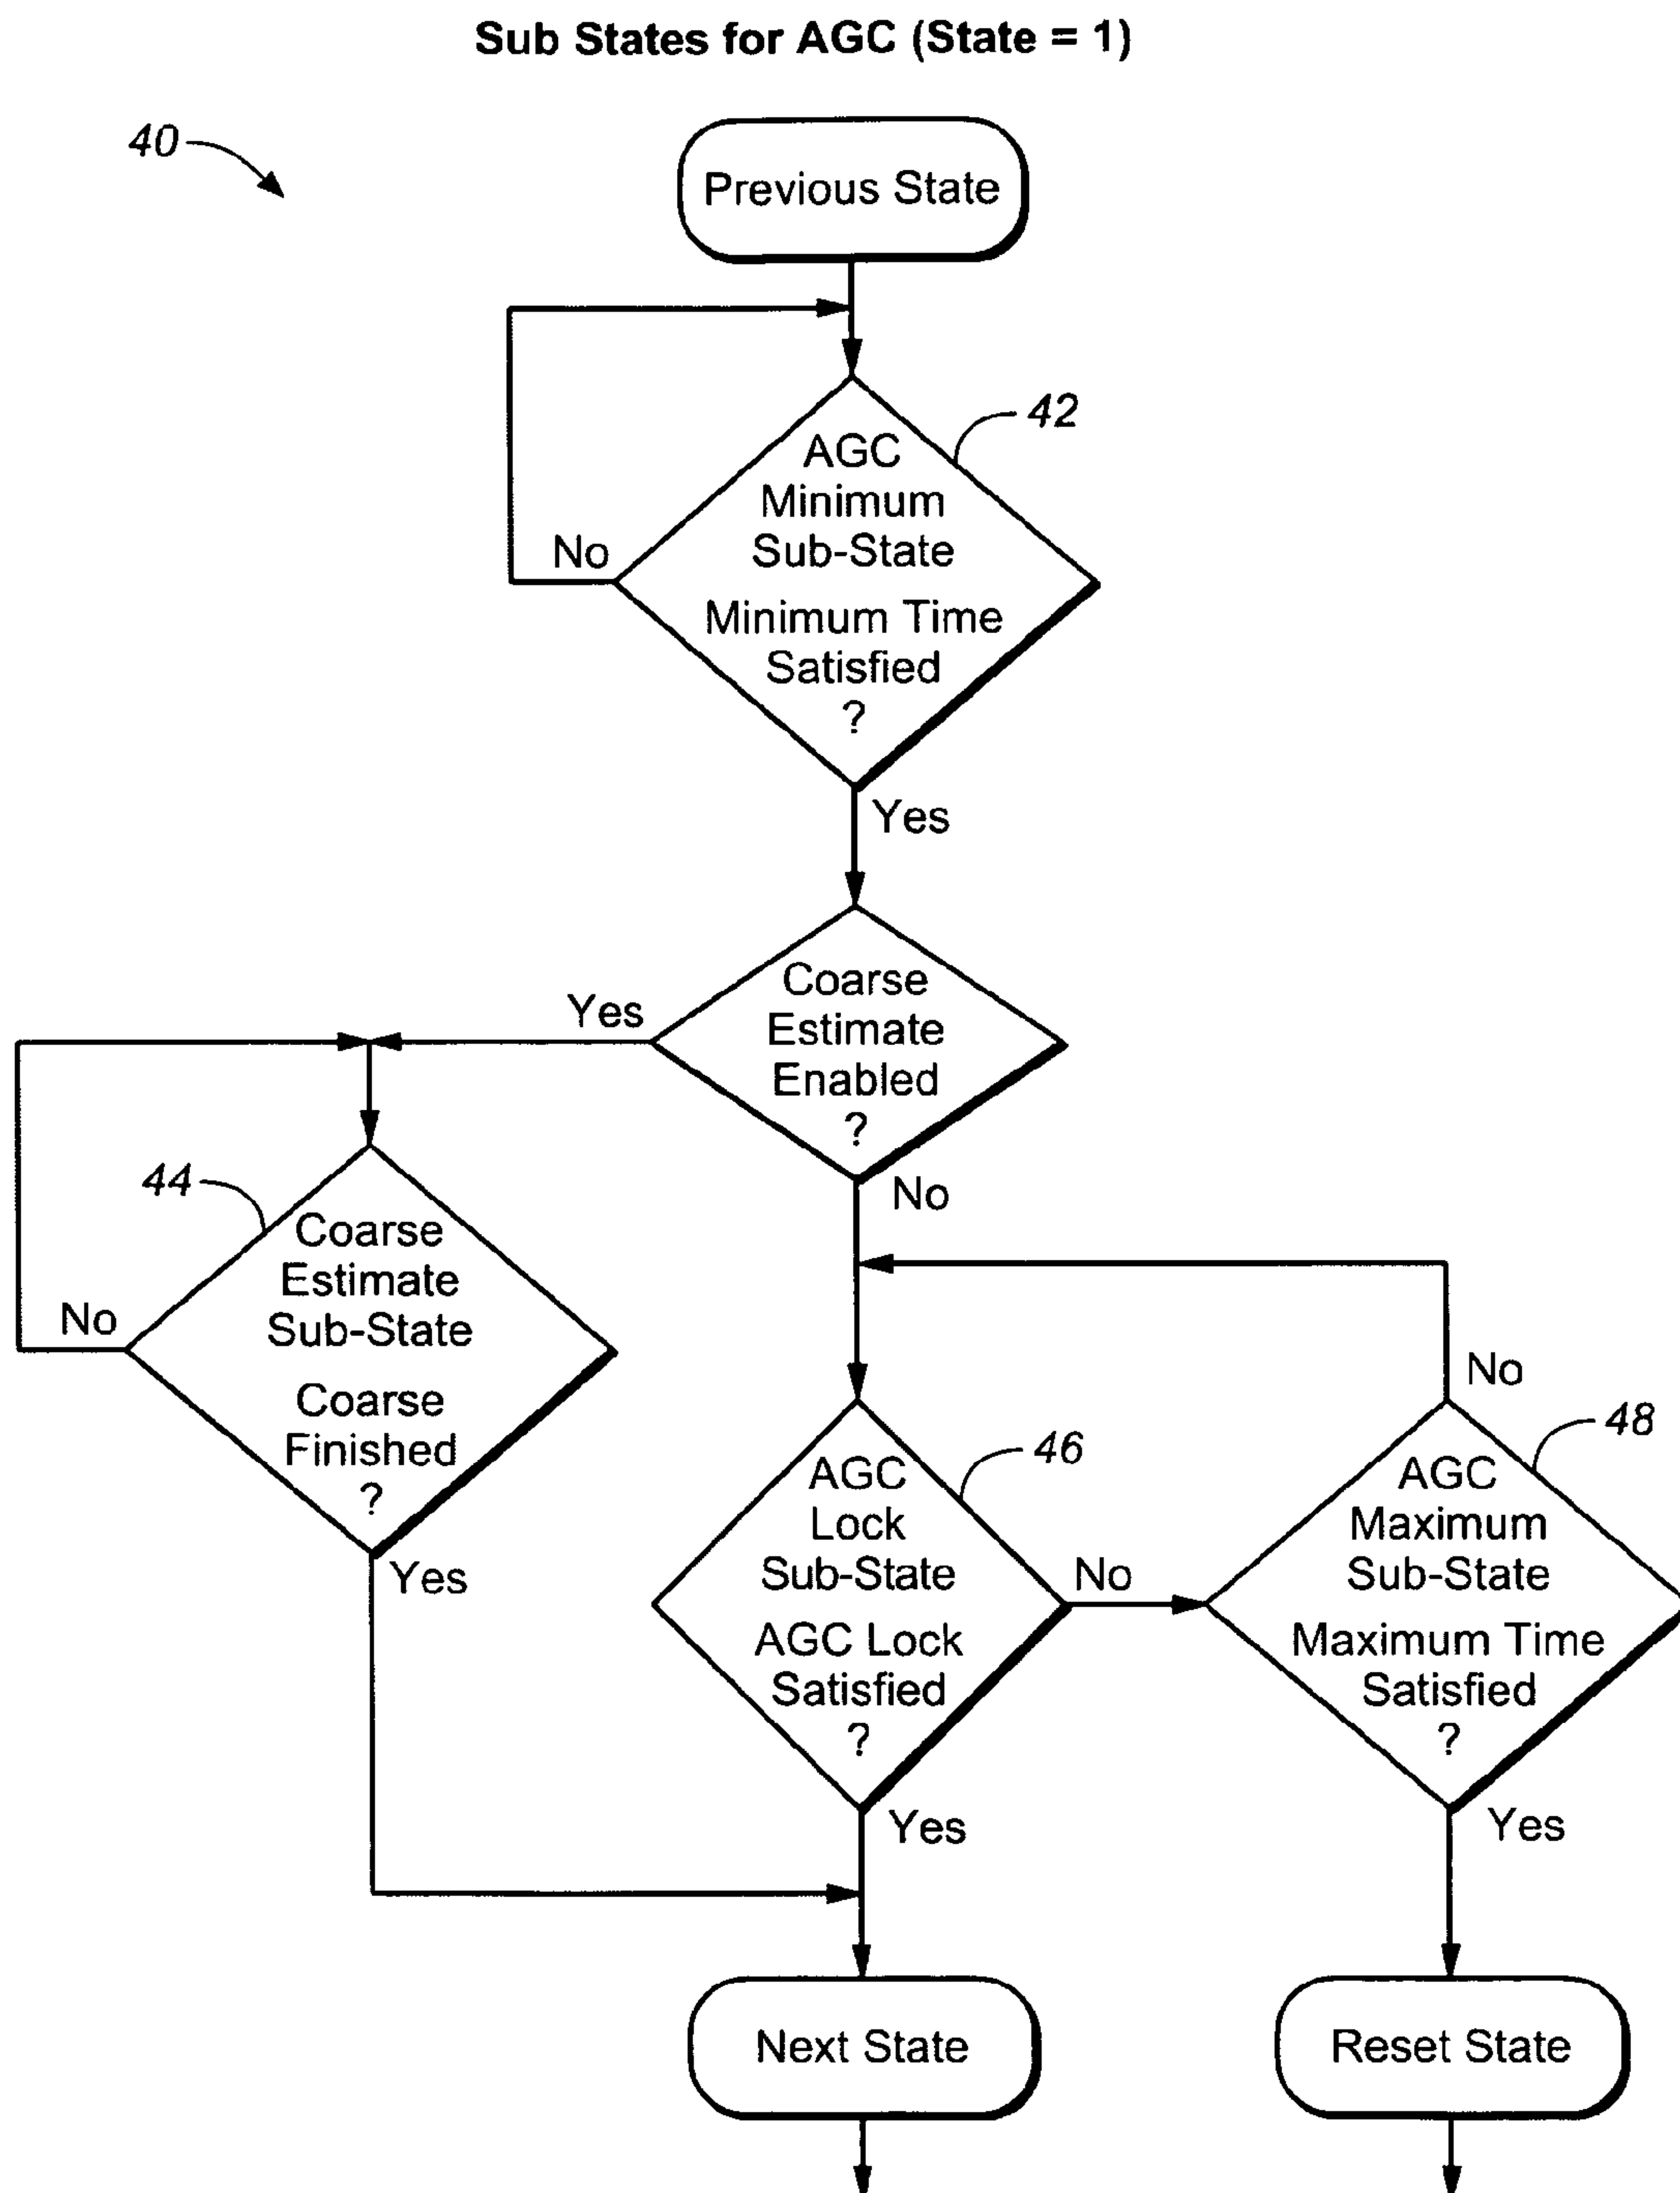 Sub States for AGC (State = 1)
40
Previous State
42
AGC
Minimum
Sub-State
Minimum Time
Satisfied
?
No
Yes
Coarse
Estimate
Enabled
?
Yes
No
44
Coarse
Estimate
Sub-State
Coarse
Finished
?
No
Yes
46
AGC
Lock
Sub-State
AGC Lock
Satisfied
?
No
Yes
48
AGC
Maximum
Sub-State
Maximum Time
Satisfied
?
No
Yes
Next State
Reset State